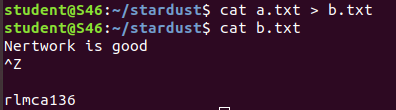 student@S46:~/stardust$ cat a.txt > b.txt
student@S46:~/stardust$ cat b.txt
Nertwork is good
^Z
rlmca136